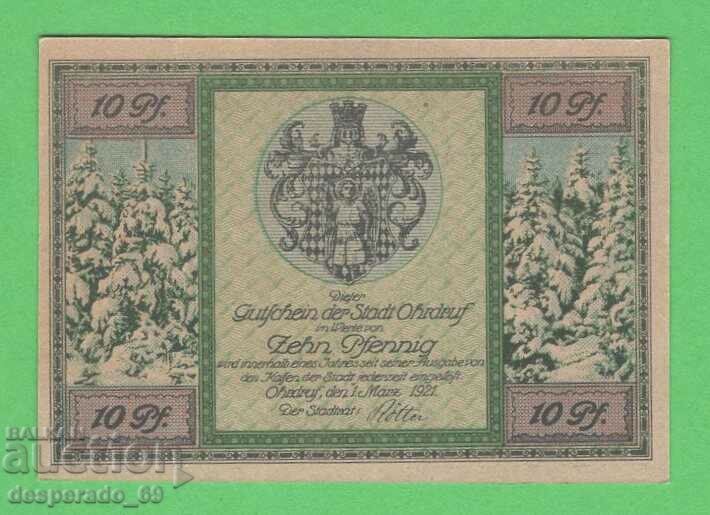 10 Pf. 10 Pf.
Dieser
Gutschein der Stadt Ohrdruf
im Werte von
Zehn Pfennig
wird innerhalb eines Jahres seit seiner Ausgabe von
den Kassen der Stadt jederzeit eingelöst
Ohrdruf, den 1. März 1921.
Der Stadtrat:
10 Pf. 10 Pf.
BALKAN
auction
desperado_69